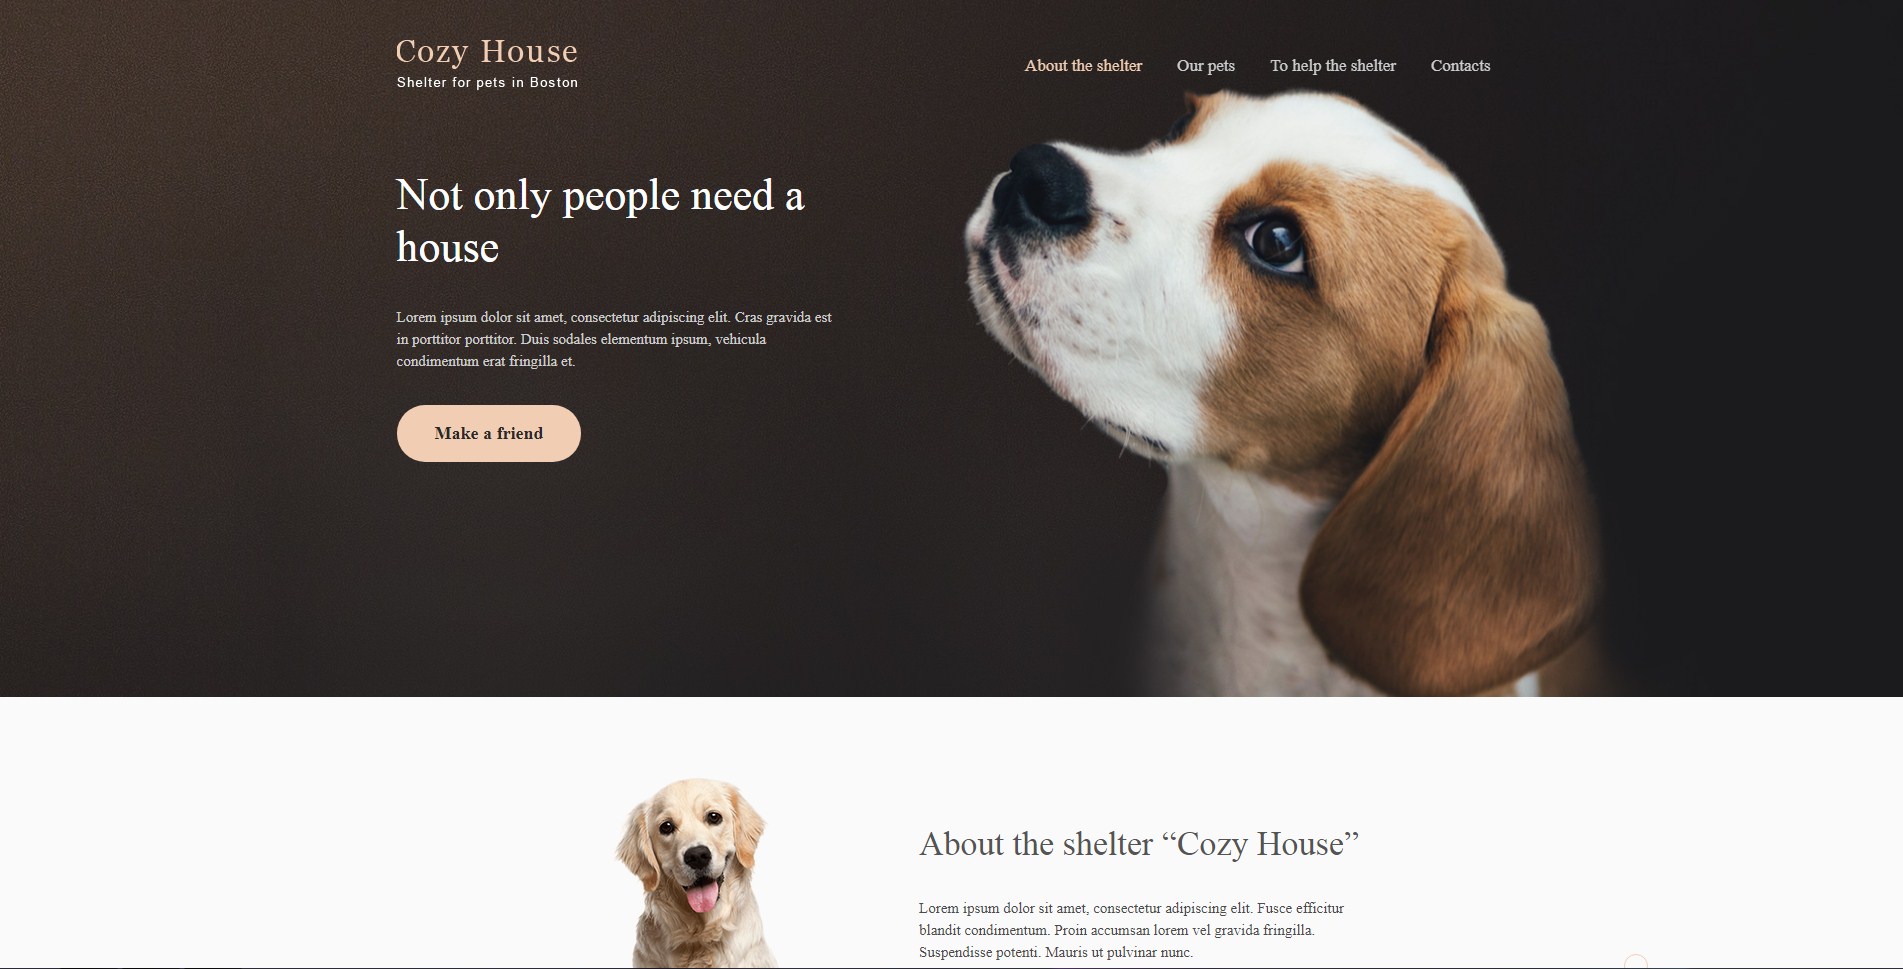 Cozy House
Shelter for pets in Boston
About the shelter
Our pets
To help the shelter
Contacts
Not only people need a
house
Lorem ipsum dolor sit amet, consectetur adipiscing elit. Cras gravida est
in porttitor porttitor. Duis sodales elementum ipsum, vehicula
condimentum erat fringilla et.
Make a friend
About the shelter “Cozy House”
Lorem ipsum dolor sit amet, consectetur adipiscing elit. Fusce efficitur
blandit condimentum. Proin accumsan lorem vel gravida fringilla.
Suspendisse potenti. Mauris ut pulvinar nunc.